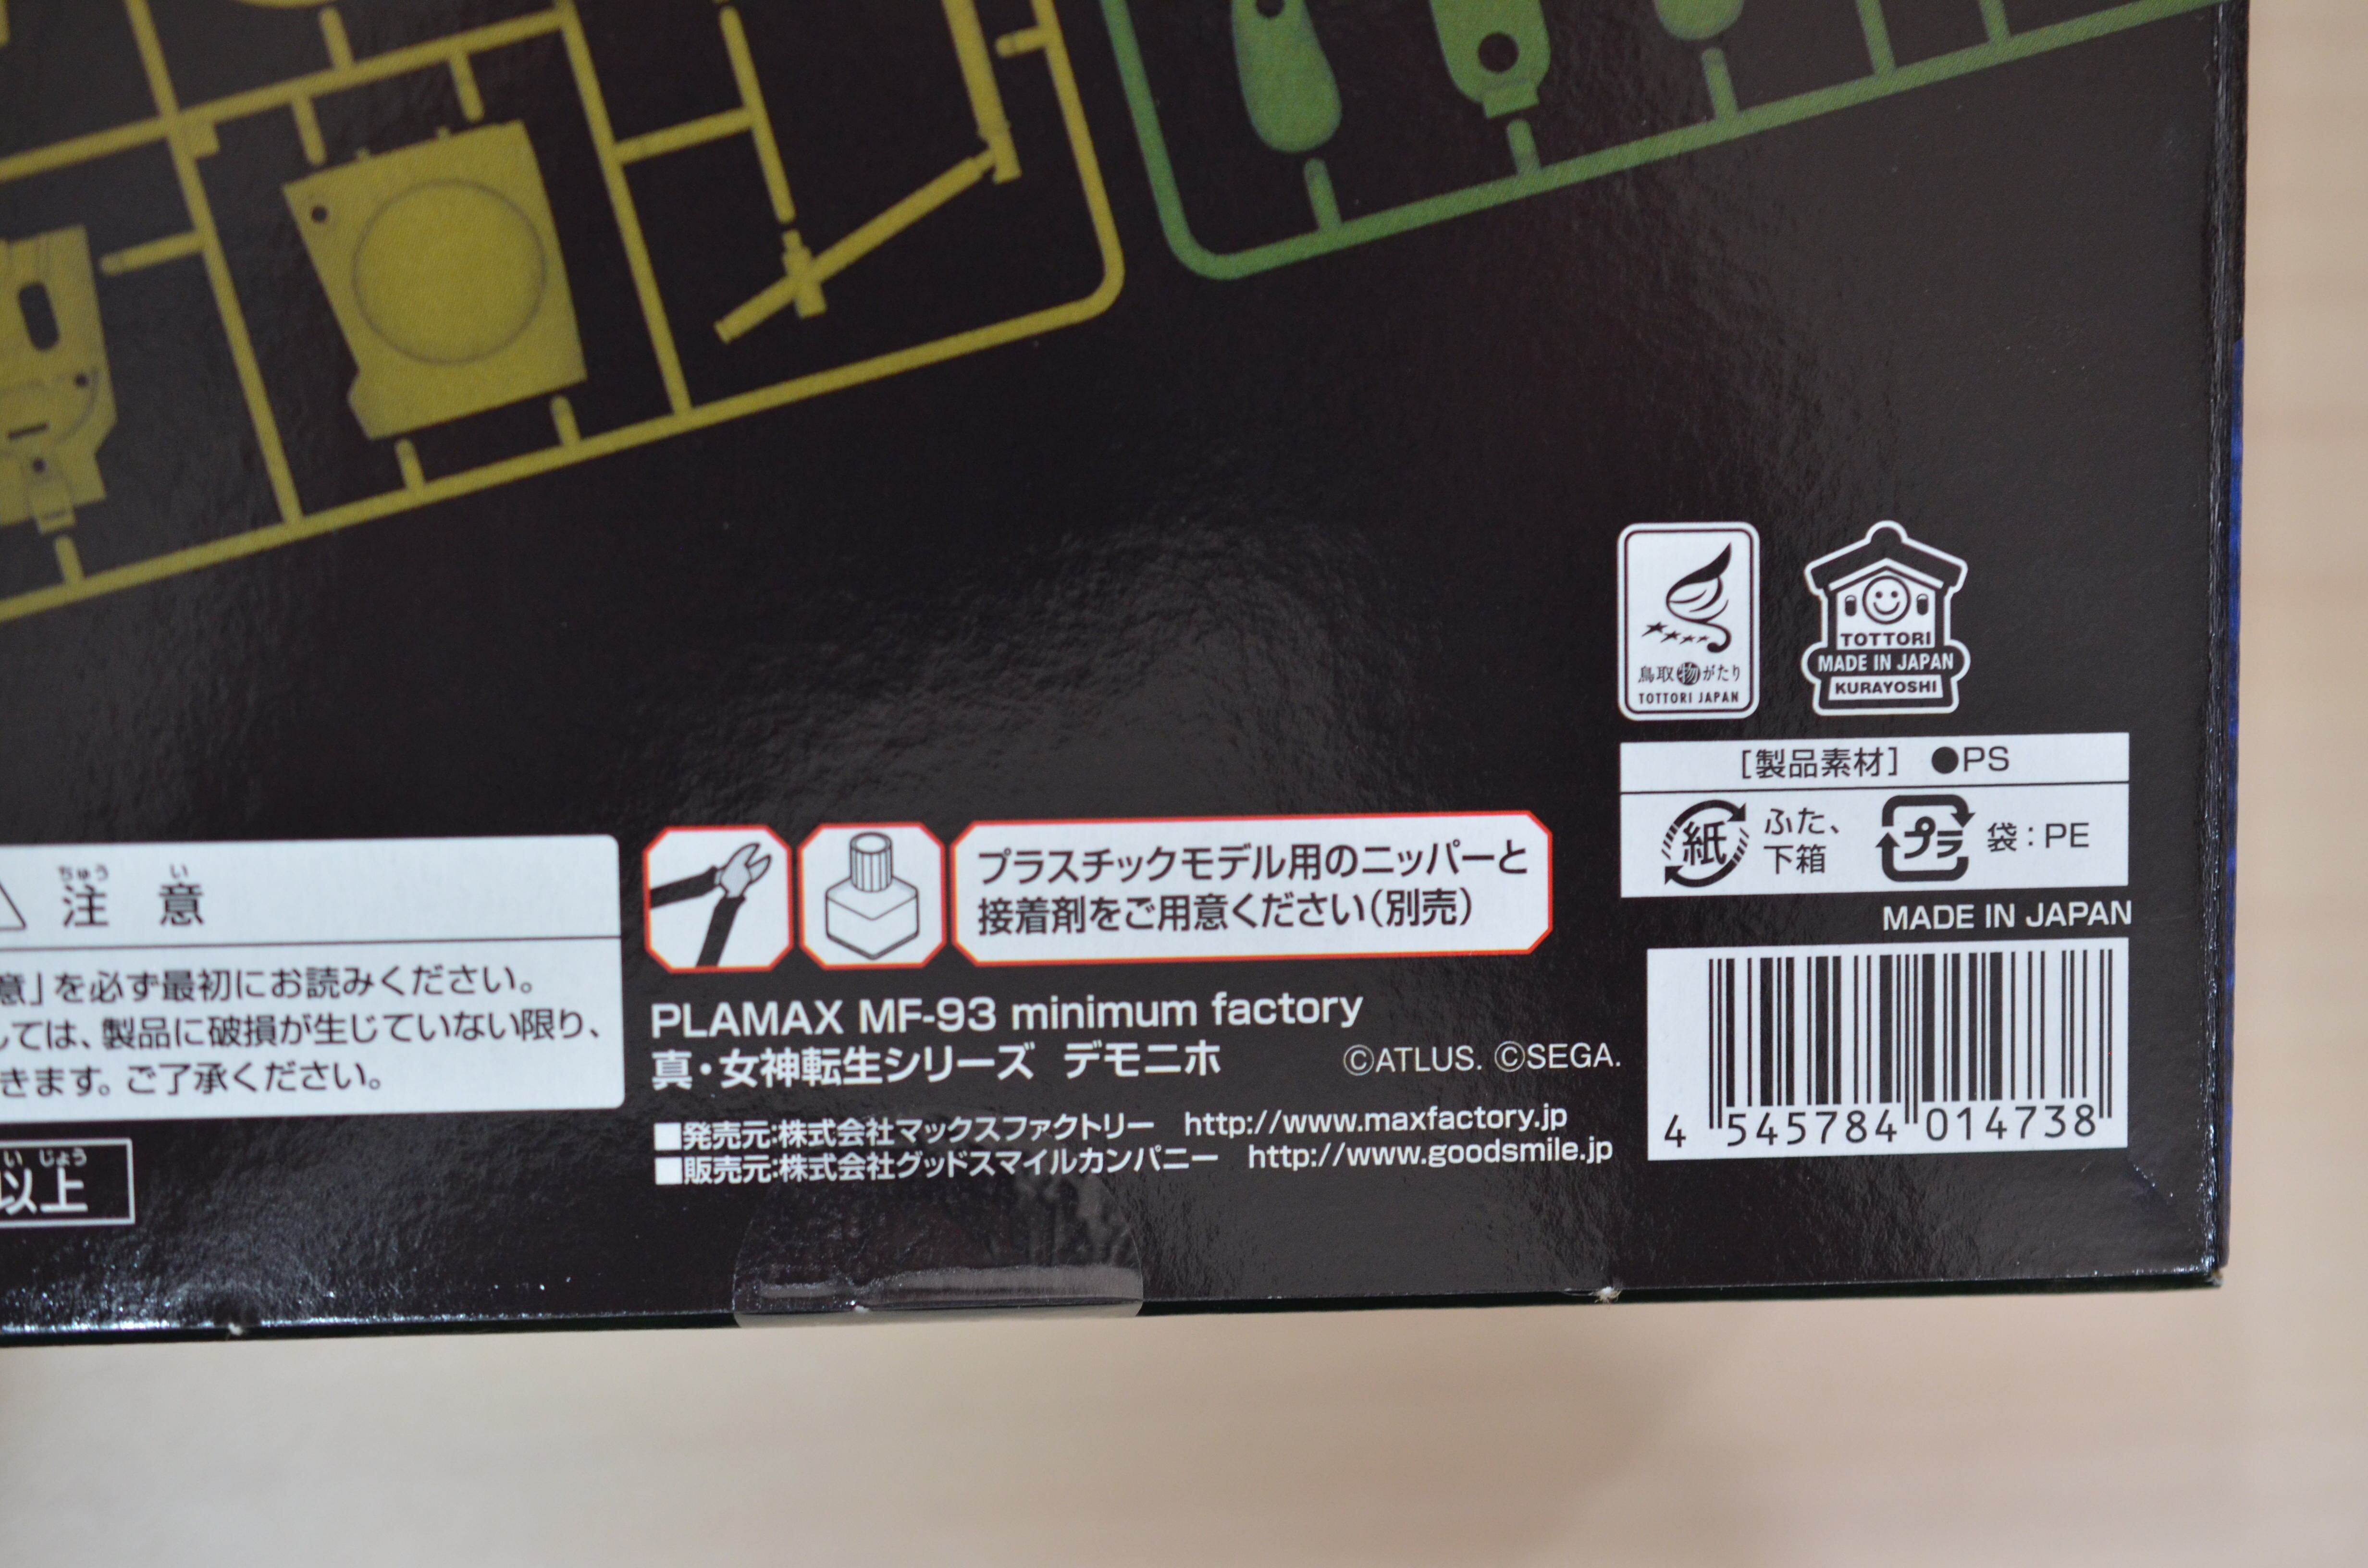 鳥取物がたり
TOTTORI JAPAN
TOTTORI
MADE IN JAPAN
KURAYOSHI
[製品素材] ●PS
紙 ふた、下箱
プラ 袋:PE
MADE IN JAPAN
4 545784 014738
ちゅう い
注意
意」を必ず最初にお読みください。
しては、製品に破損が生じていない限り、
きます。ご了承ください。
い じょう
以上
プラスチックモデル用のニッパーと
接着剤をご用意ください(別売)
PLAMAX MF-93 minimum factory
真・女神転生シリーズ デモニホ ©ATLUS. ©SEGA.
■発売元:株式会社マックスファクトリー http://www.maxfactory.jp
■販売元:株式会社グッドスマイルカンパニー http://www.goodsmile.jp